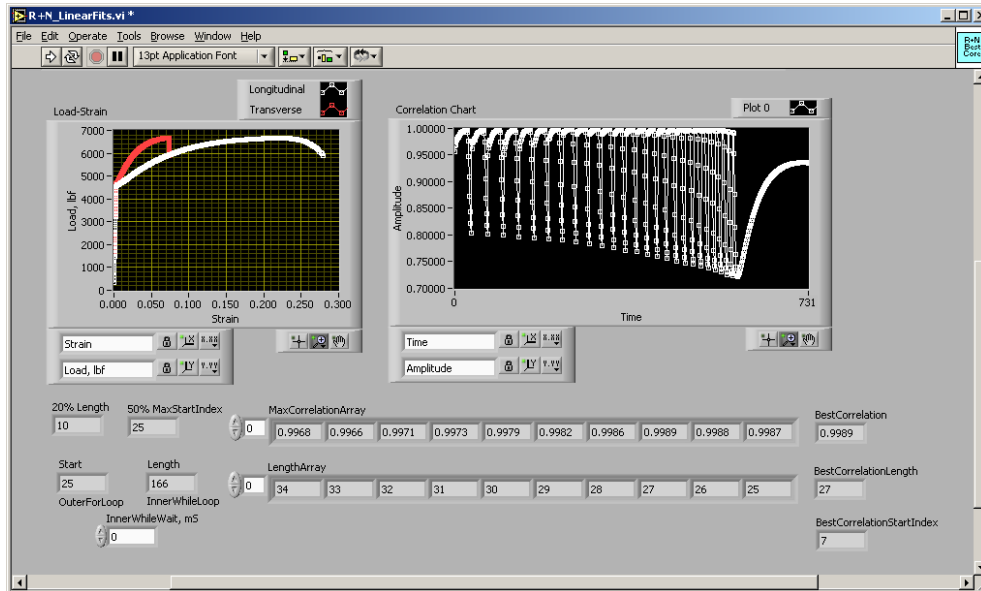 R+N_LinearFits.vi *
File Edit Operate Tools Browse Window Help
13pt Application Font
R+N
Best
Core
Longitudinal
Transverse
Load-Strain
7000
6000
5000
4000
3000
2000
1000
0
Load, lbf
0.000 0.050 0.100 0.150 0.200 0.250 0.300
Strain
Strain
Load, lbf
Plot 0
Correlation Chart
1.00000
0.95000
0.90000
0.85000
0.80000
0.75000
0.70000
Amplitude
0 731
Time
Time
Amplitude
20% Length 50% MaxStartIndex MaxCorrelationArray BestCorrelation
10 25 0 0.9968 0.9966 0.9971 0.9973 0.9979 0.9982 0.9986 0.9989 0.9988 0.9987 0.9989
Start Length LengthArray BestCorrelationLength
25 166 0 34 33 32 31 30 29 28 27 26 25 27
OuterForLoop InnerWhileLoop
InnerWhileWait, mS BestCorrelationStartIndex
0 7